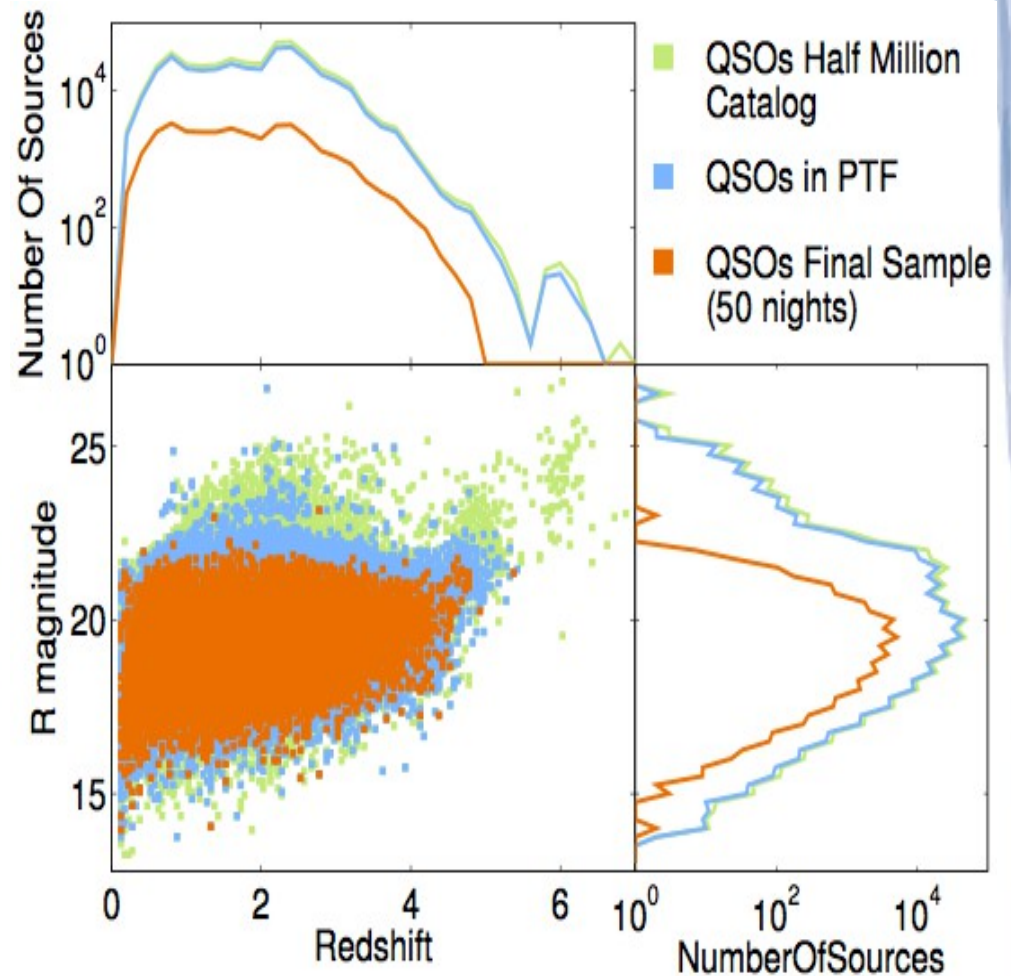 Number Of Sources
10^4
10^2
10^0
QSOs Half Million
Catalog
QSOs in PTF
QSOs Final Sample
(50 nights)
R magnitude
25
20
15
0
2
4
6
Redshift
10^0
10^2
10^4
NumberOfSources